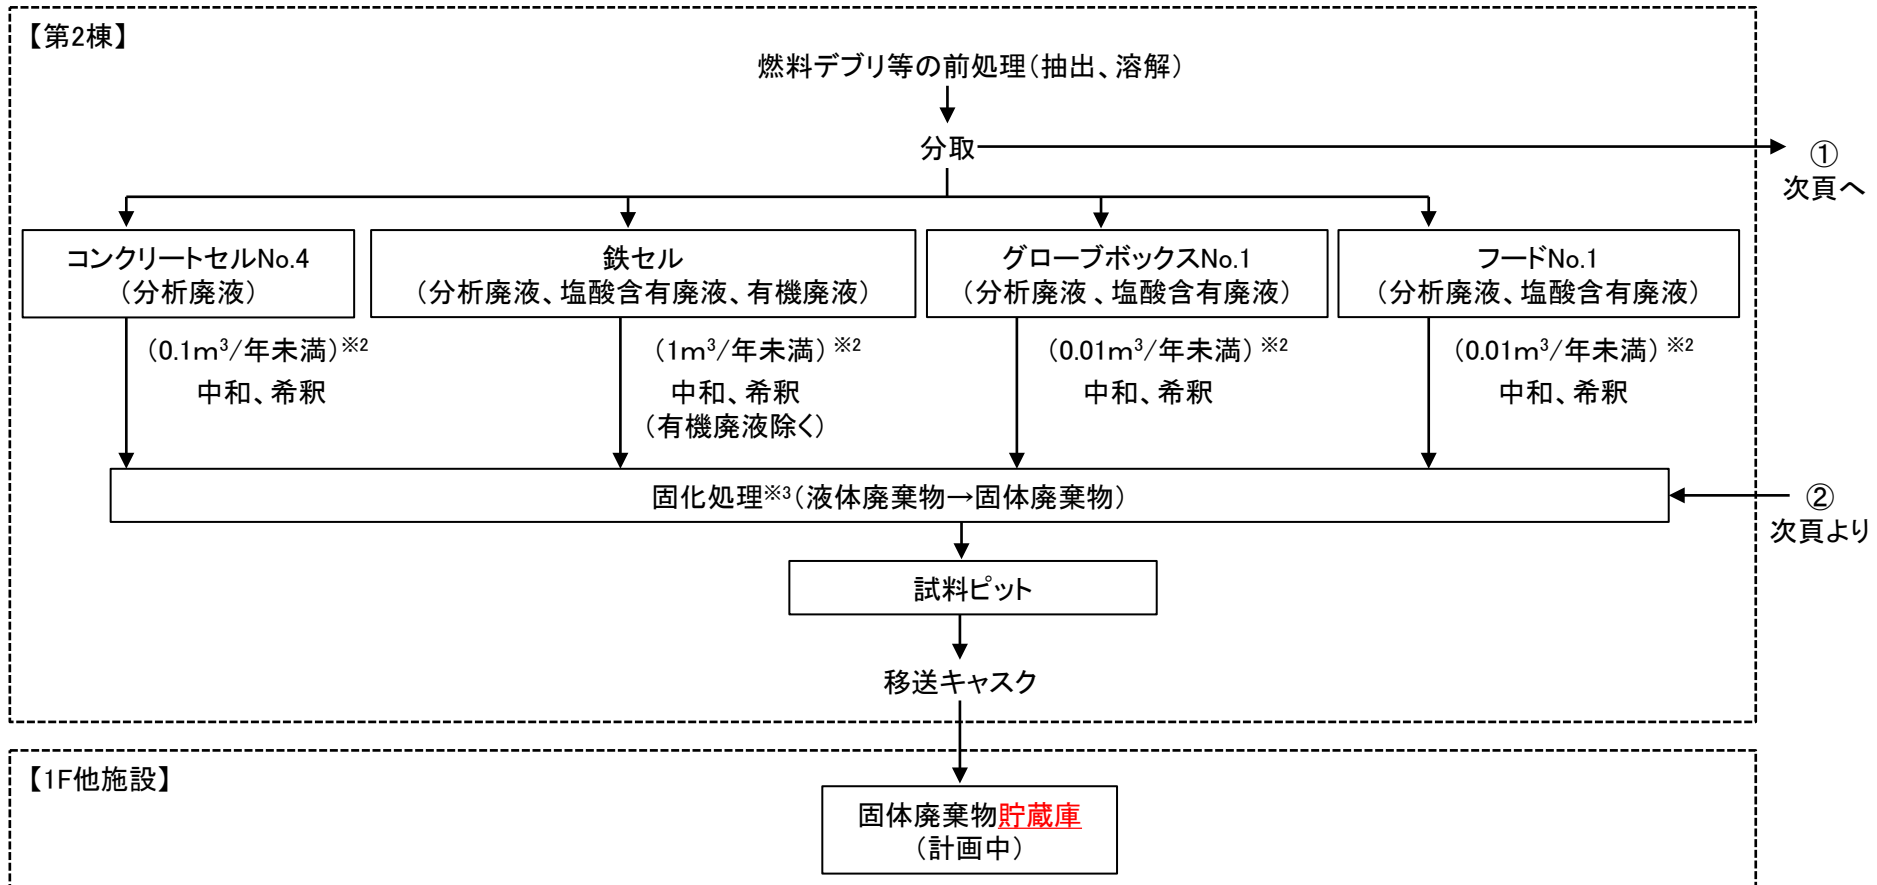 【第2棟】
燃料デブリ等の前処理(抽出、溶解)
分取
①
次頁へ
コンクリートセルNo.4
(分析廃液)
鉄セル
(分析廃液、塩酸含有廃液、有機廃液)
グローブボックスNo.1
(分析廃液、塩酸含有廃液)
フードNo.1
(分析廃液、塩酸含有廃液)
(0.1m³/年未満)※2
中和、希釈
(1m³/年未満)※2
中和、希釈
(有機廃液除く)
(0.01m³/年未満)※2
中和、希釈
(0.01m³/年未満)※2
中和、希釈
固化処理※3(液体廃棄物→固体廃棄物)
②
次頁より
試料ピット
移送キャスク
【1F他施設】
固体廃棄物貯蔵庫
(計画中)